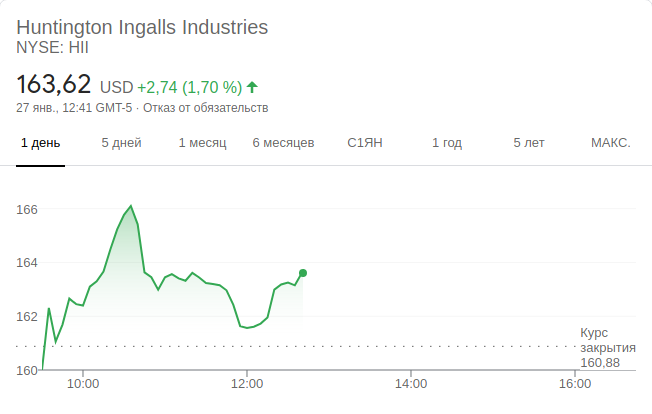 Huntington Ingalls Industries
NYSE: HII
163,62 USD +2,74 (1,70 %)
27 янв., 12:41 GMT-5 · Отказ от обязательств
1 день 5 дней 1 месяц 6 месяцев С1ЯН 1 год 5 лет МАКС.
166
164
162
Курс
закрытия
160,88
160
10:00 12:00 14:00 16:00